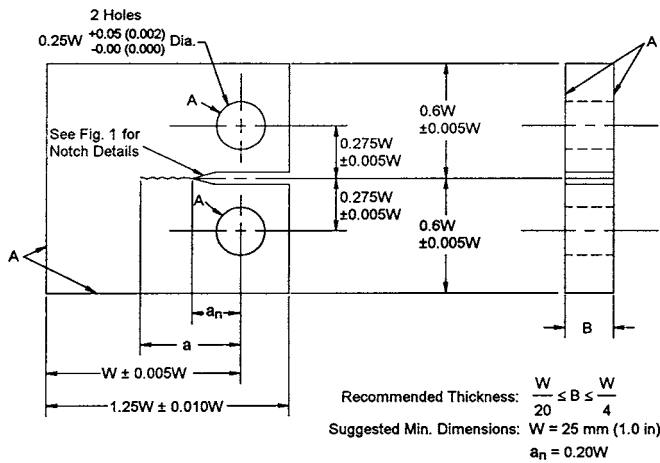 2 Holes
0.25W +0.05 (0.002) -0.00 (0.000) Dia.
A
A
A
See Fig. 1 for
Notch Details
0.6W
±0.005W
0.275W
±0.005W
0.275W
±0.005W
A
0.6W
±0.005W
A
aₙ
B
a
W ± 0.005W
1.25W ± 0.010W
Recommended Thickness: W/20 ≤ B ≤ W/4
Suggested Min. Dimensions: W = 25 mm (1.0 in)
aₙ = 0.20W